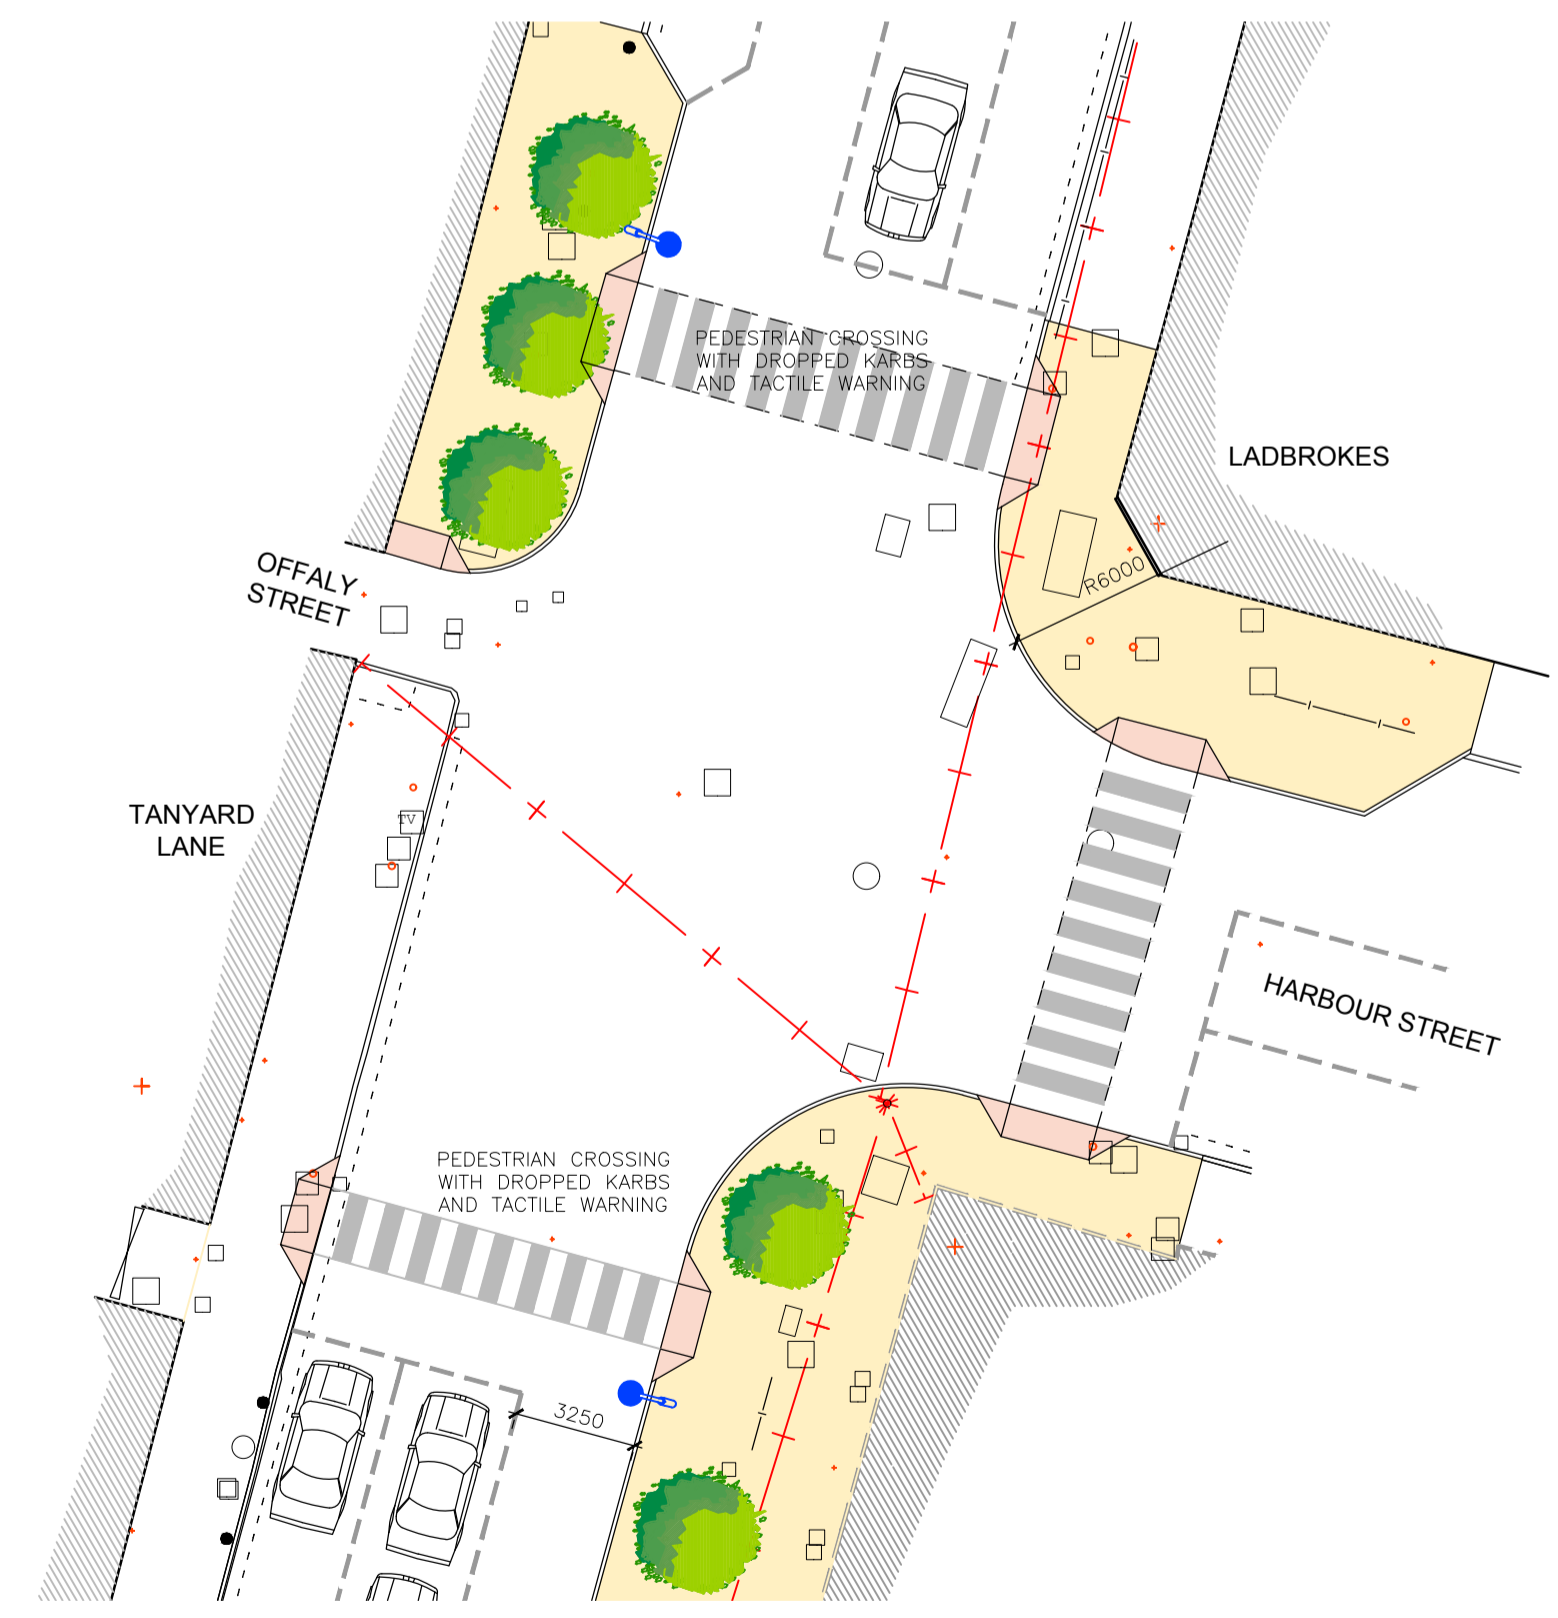 PEDESTRIAN CROSSING
WITH DROPPED KARBS
AND TACTILE WARNING
LADBROKES
OFFALY
STREET
R6000
TANYARD
LANE
TV
HARBOUR STREET
PEDESTRIAN CROSSING
WITH DROPPED KARBS
AND TACTILE WARNING
3250